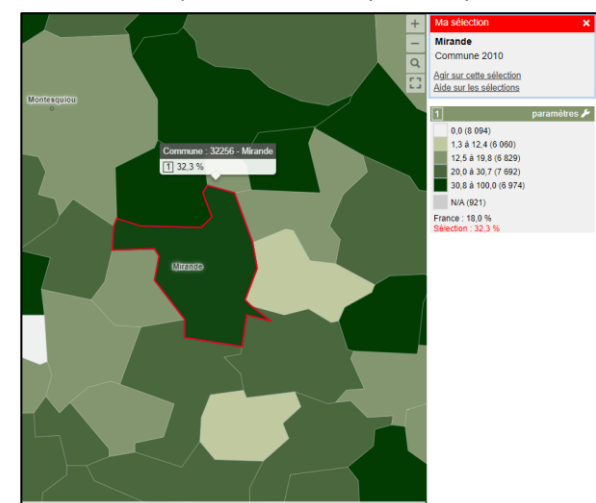 Ma sélection
Mirande
Commune 2010
Agir sur cette sélection
Aide sur les sélections
1 paramètres
0,0 (8 094)
1,3 à 12,4 (6 060)
12,5 à 19,8 (6 829)
20,0 à 30,7 (7 692)
30,8 à 100,0 (6 974)
N/A (921)
France : 18,0 %
Sélection : 32,3 %
Montesquiou
Commune : 32256 - Mirande
1 32,3 %
Mirande